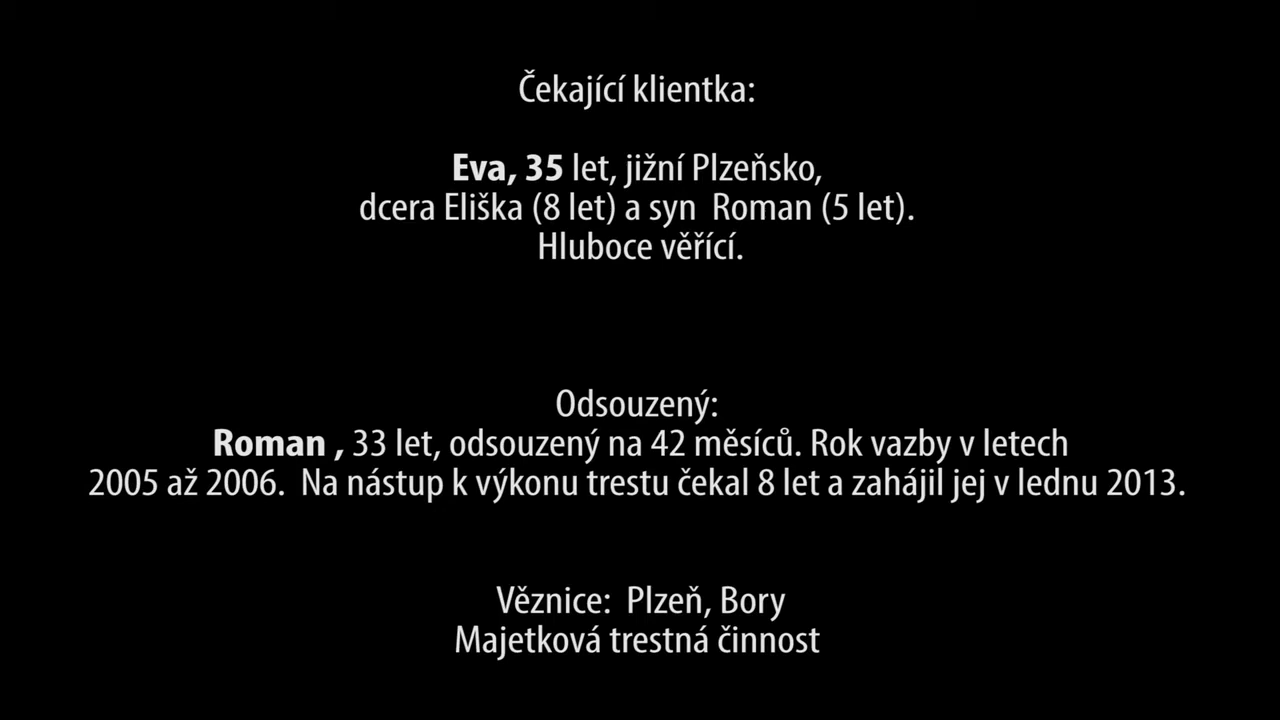 Čekající klientka:
Eva, 35 let, jižní Plzeňsko,
dcera Eliška (8 let) a syn  Roman (5 let).
Hluboce věřící.
Odsouzený:
Roman , 33 let, odsouzený na 42 měsíců. Rok vazby v letech
2005 až 2006.  Na nástup k výkonu trestu čekal 8 let a zahájil jej v lednu 2013.
Věznice:  Plzeň, Bory
Majetková trestná činnost